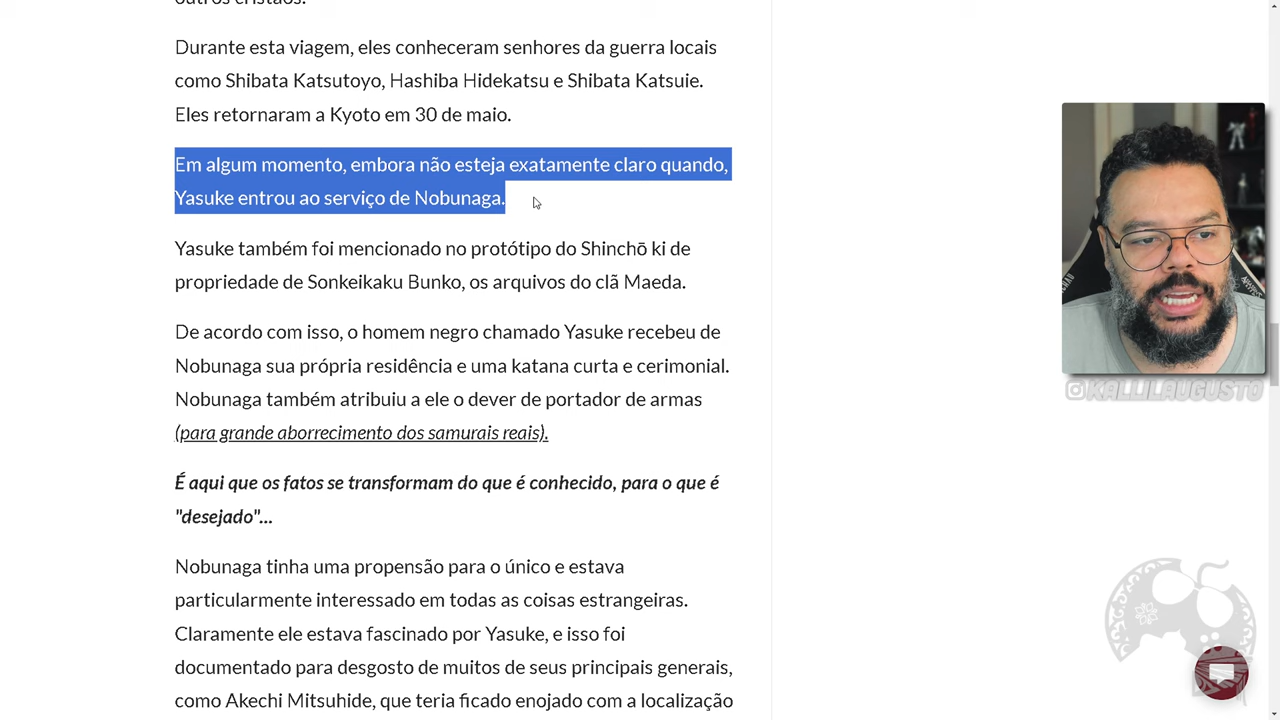 outros cristãos.
Durante esta viagem, eles conheceram senhores da guerra locais
como Shibata Katsutoyo, Hashiba Hidekatsu e Shibata Katsuie.
Eles retornaram a Kyoto em 30 de maio.
Em algum momento, embora não esteja exatamente claro quando,
Yasuke entrou ao serviço de Nobunaga.
Yasuke também foi mencionado no protótipo do Shinchō ki de
propriedade de Sonkeikaku Bunko, os arquivos do clã Maeda.
De acordo com isso, o homem negro chamado Yasuke recebeu de
Nobunaga sua própria residência e uma katana curta e cerimonial.
Nobunaga também atribuiu a ele o dever de portador de armas
(para grande aborrecimento dos samurais reais).
É aqui que os fatos se transformam do que é conhecido, para o que é
"desejado"...
Nobunaga tinha uma propensão para o único e estava
particularmente interessado em todas as coisas estrangeiras.
Claramente ele estava fascinado por Yasuke, e isso foi
documentado para desgosto de muitos de seus principais generais,
como Akechi Mitsuhide, que teria ficado enojado com a localização
@KALLILAUGUSTO